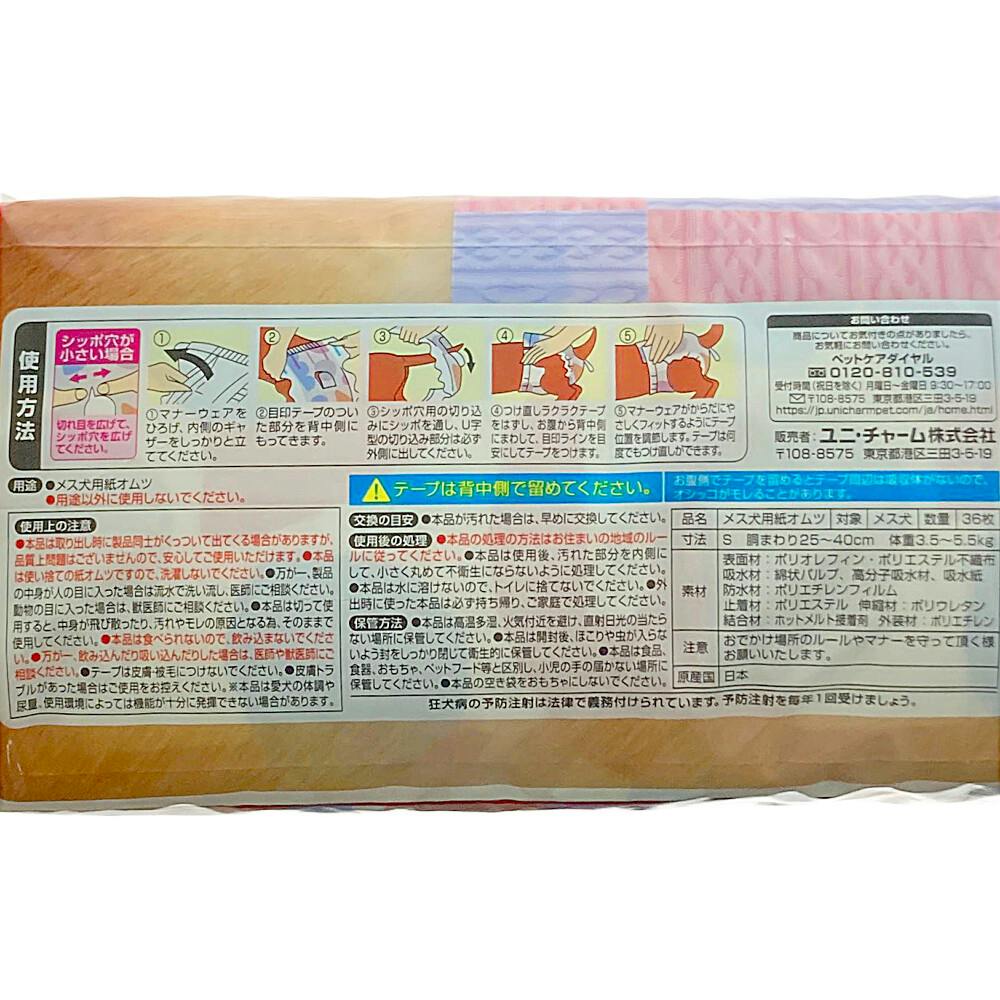 使用方法
シッポ穴が
小さい場合
切れ目を広げて、
シッポ穴を広げ
てください。
①
①マナーウェアを
ひろげ、内側のギャ
ザーをしっかりと立
ててください。
②
②目印テープのつい
た部分を背中側に
もってきます。
③
③シッポ穴用の切り込
みにシッポを通し、U字
型の切り込み部分は必ず
外側に出してください。
④
④つけ直しラクラクテープ
をはずし、お腹から背中側
にまわして、目印ラインを目
安にしてテープをつけます。
⑤
⑤マナーウェアがからだにや
さしくフィットするようにテープ
位置を調節します。テープは何
度でもつけ直しができます。
お問い合わせ
商品についてお気付きの点がありましたら、
お気軽にお問い合わせください。
ペットケアダイヤル
0120-810-539
受付時間(祝日を除く) 月曜日~金曜日 9:30~17:00
〒108-8575 東京都港区三田3-5-19
https://jp.unicharmpet.com/ja/home.html
販売者:ユニ・チャーム株式会社
〒108-8575 東京都港区三田3-5-19
用途 ●メス犬用紙オムツ
●用途以外に使用しないでください。
テープは背中側で留めてください。
お腹側でテープを留めるとテープ周辺は吸収体がないので、
オシッコがモレることがあります。
使用上の注意
●本品は取り出し時に製品同士がくっついて出てくる場合がありますが、
品質上問題はございませんので、安心してご使用いただけます。●本品
は使い捨ての紙オムツですので、洗濯しないでください。●万が一、製品
の中身が人の目に入った場合は流水で洗い流し、医師にご相談ください。
動物の目に入った場合は、獣医師にご相談ください。●本品は切って使
用すると、中身が飛び散ったり、汚れやモレの原因となる為、そのままで
使用してください。●本品は食べられないので、飲み込まないでくださ
い。●万が一、飲み込んだり吸い込んだりした場合は、医師や獣医師にご
相談ください。●テープは皮膚・被毛につけないでください。●皮膚トラ
ブルがあった場合はご使用をお控えください。※本品は愛犬の体調や
尿量、使用環境によっては機能が十分に発揮できない場合があります。
交換の目安 ●本品が汚れた場合は、早めに交換してください。
使用後の処理 ●本品の処理の方法はお住まいの地域のルー
ルに従ってください。●本品は使用後、汚れた部分を内側に
して、小さく丸めて不衛生にならないように処理してください。
●本品は水に溶けないので、トイレに捨てないでください。●外
出時に使った本品は必ず持ち帰り、ご家庭で処理してください。
保管方法 ●本品は高温多湿、火気付近を避け、直射日光の当たら
ない場所に保管してください。●本品は開封後、ほこりや虫が入らな
いよう封をしっかり閉じて衛生的に保管してください。●本品は食品、
食器、おもちゃ、ペットフード等と区別し、小児の手の届かない場所に
保管してください。●本品の空き袋をおもちゃにしないでください。
品名 メス犬用紙オムツ 対象 メス犬 数量 36枚
寸法 S 胴まわり25~40cm 体重3.5~5.5kg
素材 表面材:ポリオレフィン・ポリエステル不織布
吸水材:綿状パルプ、高分子吸水材、吸水紙
防水材:ポリエチレンフィルム
止着材:ポリエステル 伸縮材:ポリウレタン
結合材:ホットメルト接着剤 外装材:ポリエチレン
注意 おでかけ場所のルールやマナーを守って頂く様
お願いいたします。
原産国 日本
狂犬病の予防注射は法律で義務付けられています。予防注射を毎年1回受けましょう。